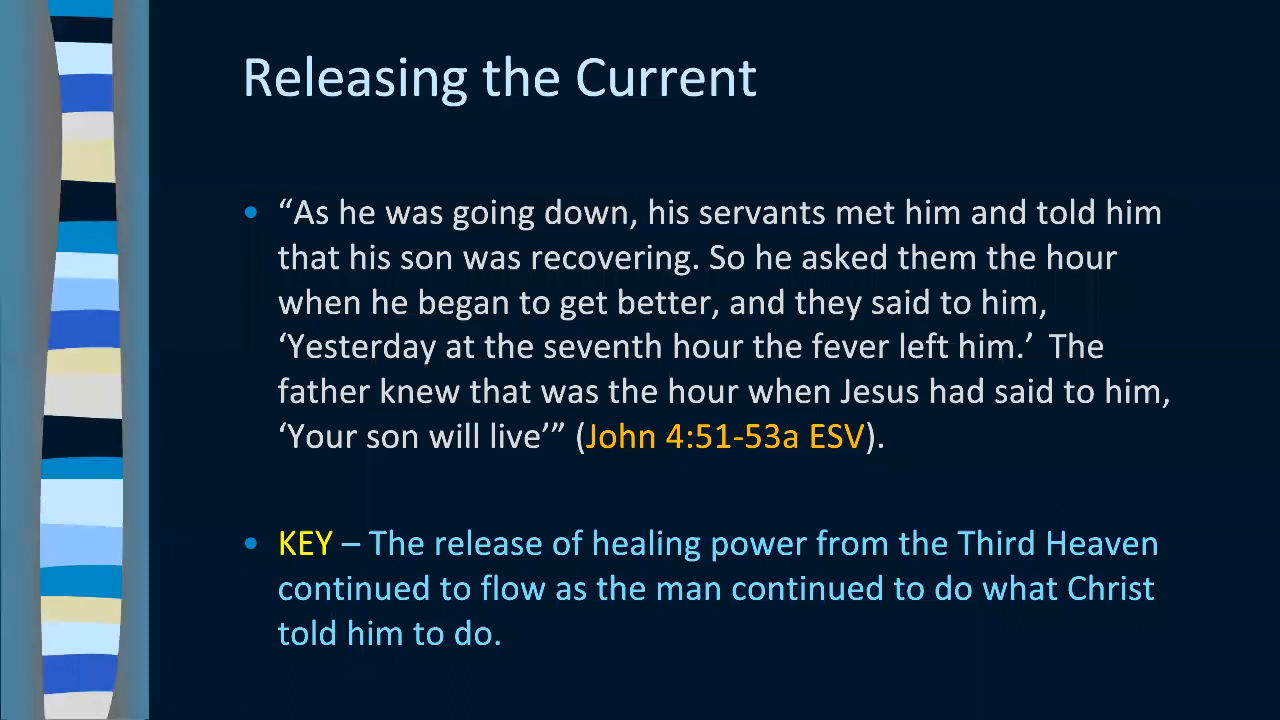 Releasing the Current
• “As he was going down, his servants met him and told him
that his son was recovering. So he asked them the hour
when he began to get better, and they said to him,
‘Yesterday at the seventh hour the fever left him.’ The
father knew that was the hour when Jesus had said to him,
‘Your son will live’” (John 4:51-53a ESV).
• KEY – The release of healing power from the Third Heaven
continued to flow as the man continued to do what Christ
told him to do.